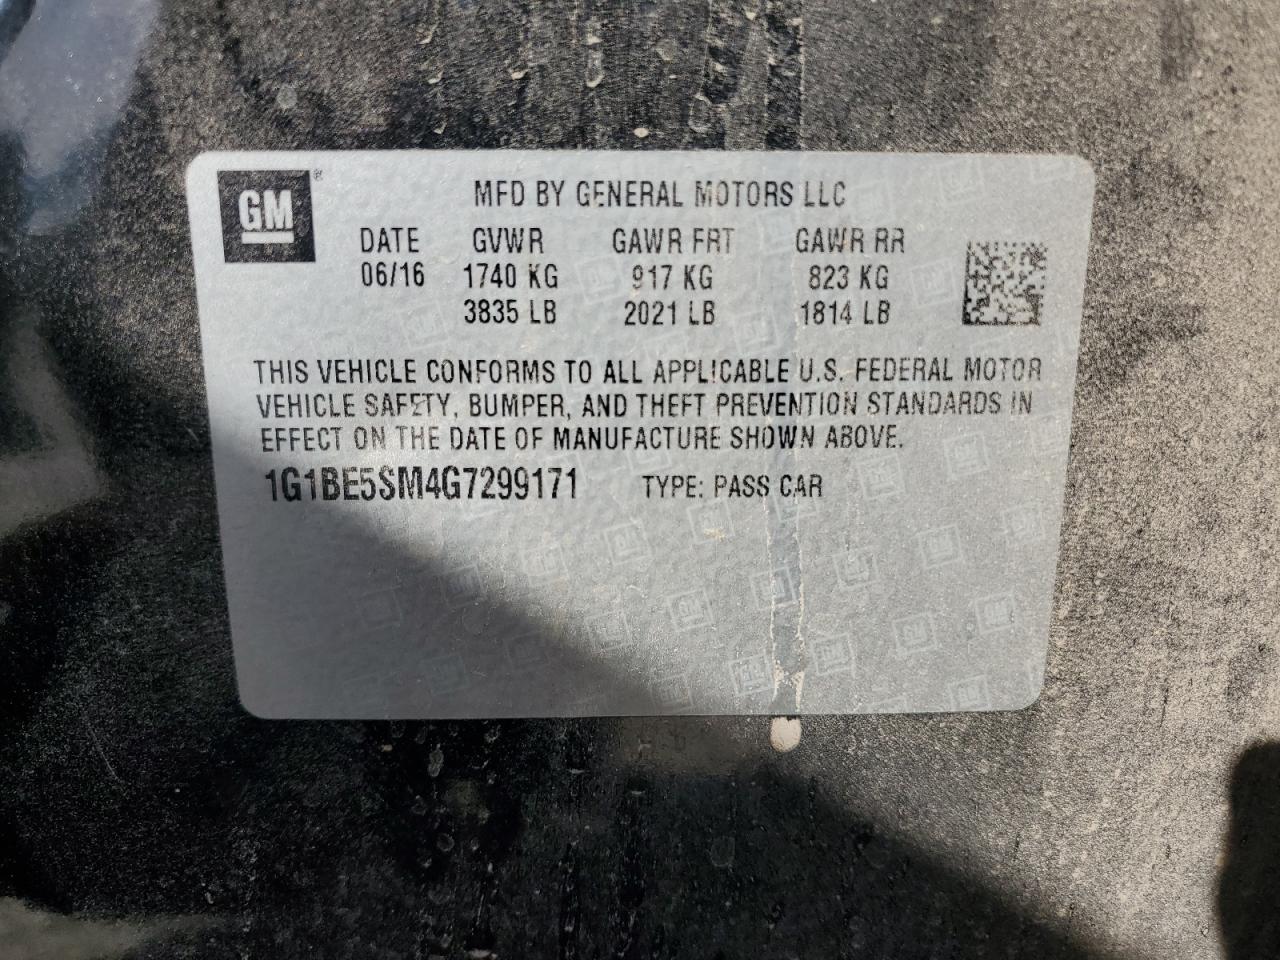 GM®
MFD BY GENERAL MOTORS LLC
DATE GVWR GAWR FRT GAWR RR
06/16 1740 KG 917 KG 823 KG
3835 LB 2021 LB 1814 LB
THIS VEHICLE CONFORMS TO ALL APPLICABLE U.S. FEDERAL MOTOR
VEHICLE SAFETY, BUMPER, AND THEFT PREVENTION STANDARDS IN
EFFECT ON THE DATE OF MANUFACTURE SHOWN ABOVE.
1G1BE5SM4G7299171 TYPE: PASS CAR